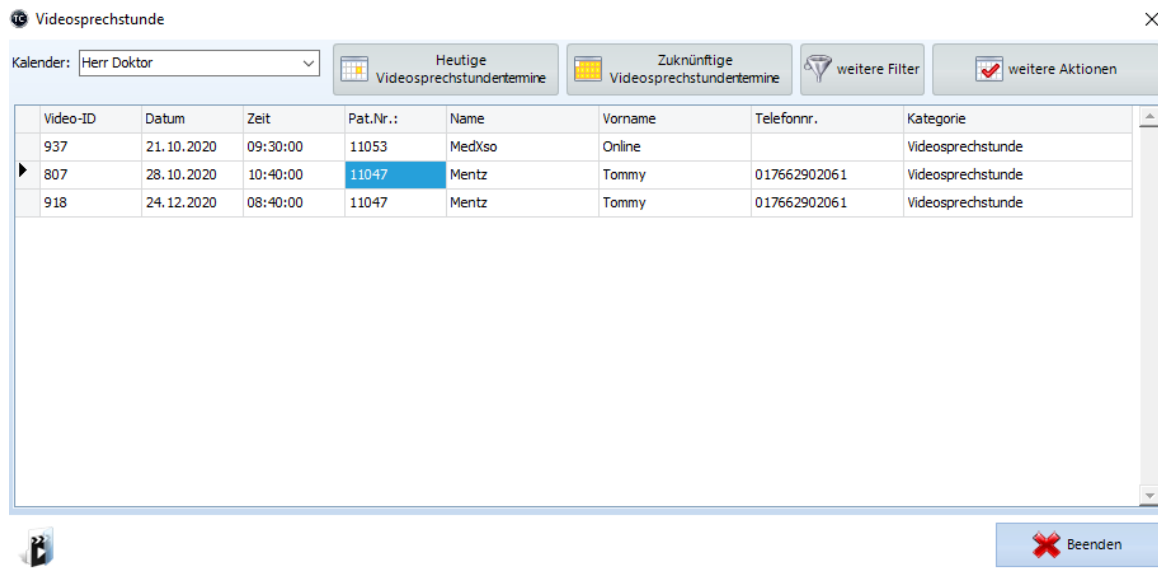 TC Videosprechstunde
Kalender: Herr Doktor
Heutige
Videosprechstundentermine
Zuknünftige
Videosprechstundentermine
weitere Filter
weitere Aktionen
Video-ID Datum Zeit Pat.Nr.: Name Vorname Telefonnr. Kategorie
937 21.10.2020 09:30:00 11053 MedXso Online Videosprechstunde
807 28.10.2020 10:40:00 11047 Mentz Tommy 017662902061 Videosprechstunde
918 24.12.2020 08:40:00 11047 Mentz Tommy 017662902061 Videosprechstunde
Beenden